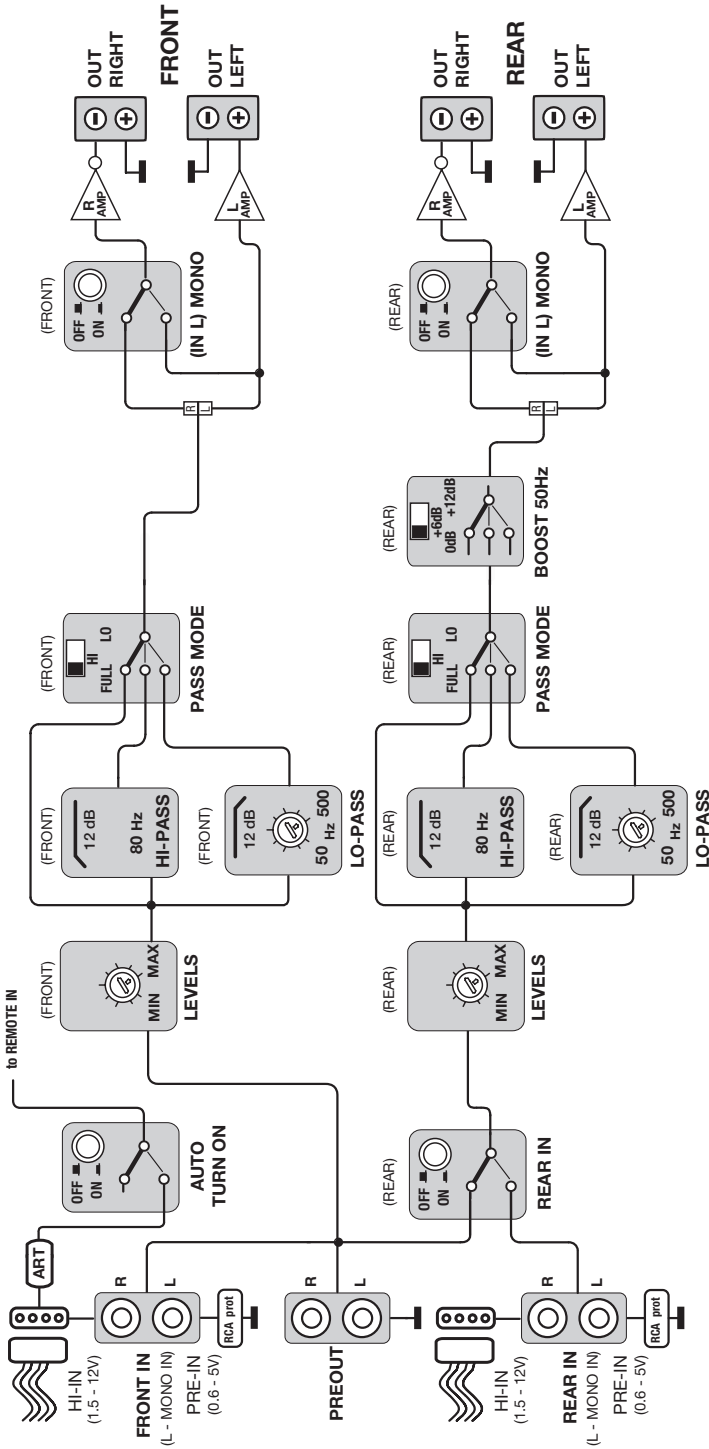 HI-IN
(1.5 - 12V)
FRONT IN
(L - MONO IN)
PRE-IN
(0.6 - 5V)
ART
R
L
RCA prot
to REMOTE IN
OFF
ON
AUTO
TURN ON
PREOUT
R
L
(FRONT)
MIN MAX
LEVELS
(FRONT)
12 dB
80 Hz
HI-PASS
(FRONT)
12 dB
50 Hz 500
LO-PASS
(FRONT)
FULL HI LO
PASS MODE
(FRONT)
OFF
ON
(IN L) MONO
R
L
R
AMP
L
AMP
OUT
RIGHT
FRONT
OUT
LEFT
HI-IN
(1.5 - 12V)
REAR IN
(L - MONO IN)
PRE-IN
(0.6 - 5V)
R
L
RCA prot
(REAR)
OFF
ON
REAR IN
(REAR)
MIN MAX
LEVELS
(REAR)
12 dB
80 Hz
HI-PASS
(REAR)
12 dB
50 Hz 500
LO-PASS
(REAR)
FULL HI LO
PASS MODE
(REAR)
0dB +6dB +12dB
BOOST 50Hz
(REAR)
OFF
ON
(IN L) MONO
R
L
R
AMP
L
AMP
OUT
RIGHT
REAR
OUT
LEFT